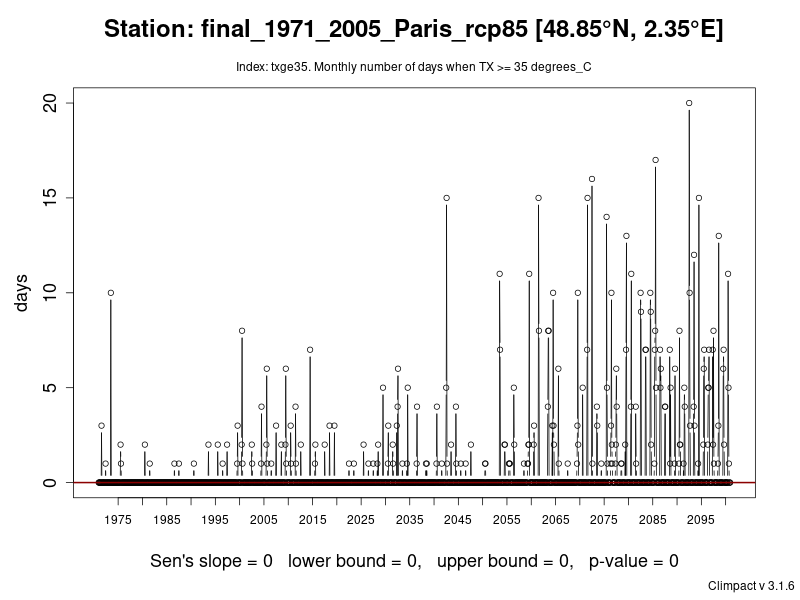 Station: final_1971_2005_Paris_rcp85 [48.85°N, 2.35°E]
Index: txge35. Monthly number of days when TX >= 35 degrees_C
20
15
10
5
0
days
1975 1985 1995 2005 2015 2025 2035 2045 2055 2065 2075 2085 2095
Sen's slope = 0 lower bound = 0, upper bound = 0, p-value = 0
Climpact v 3.1.6